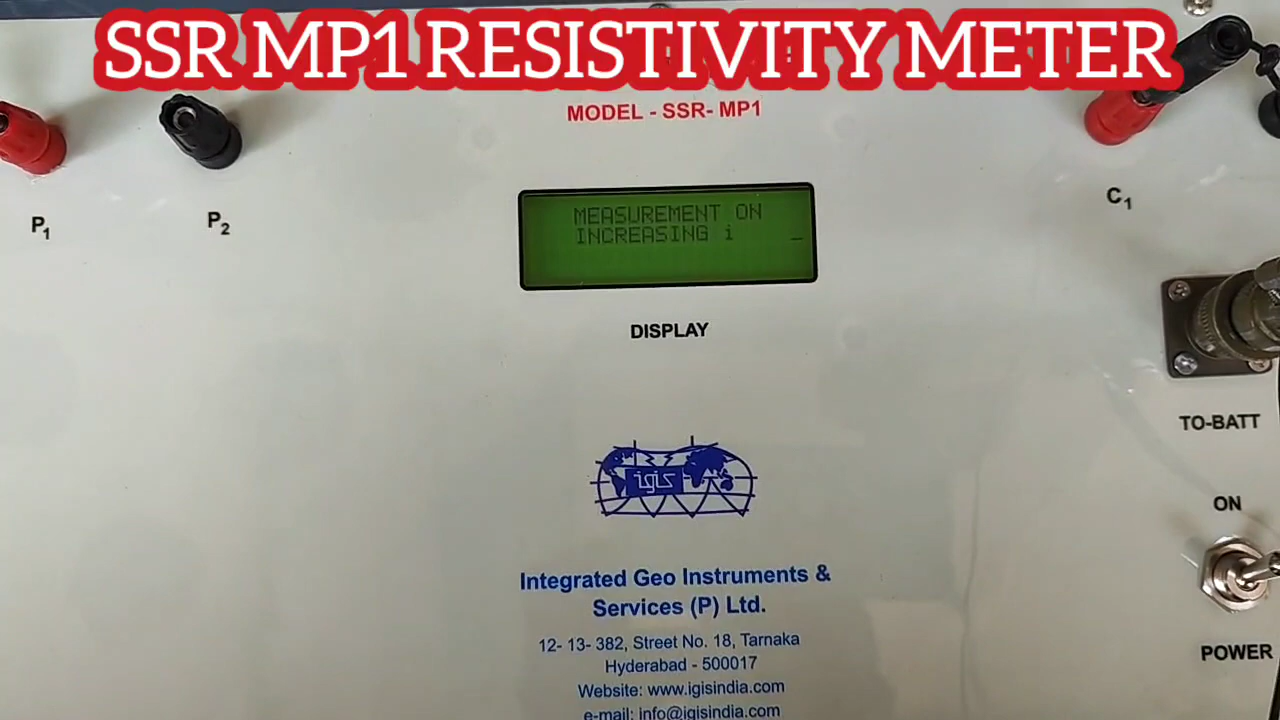 SSR MP1 RESISTIVITY METER
MODEL - SSR- MP1
P1
P2
C1
MEASUREMENT ON
INCREASING i _
DISPLAY
TO-BATT
igis
ON
Integrated Geo Instruments &
Services (P) Ltd.
12- 13- 382, Street No. 18, Tarnaka
Hyderabad - 500017
Website: www.igisindia.com
e-mail: info@igisindia.com
POWER